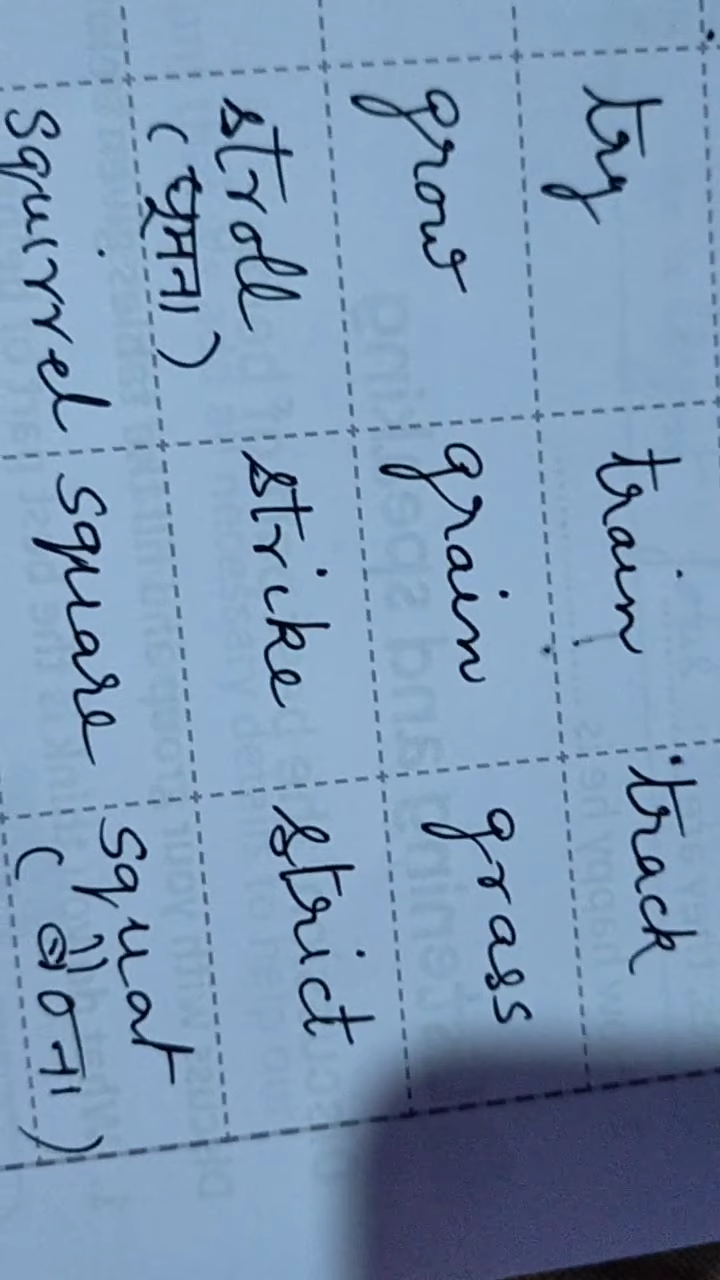 try train track
grow grain grass
stroll strike strict
(घूमना)
squirrel square squat
(बैठना)